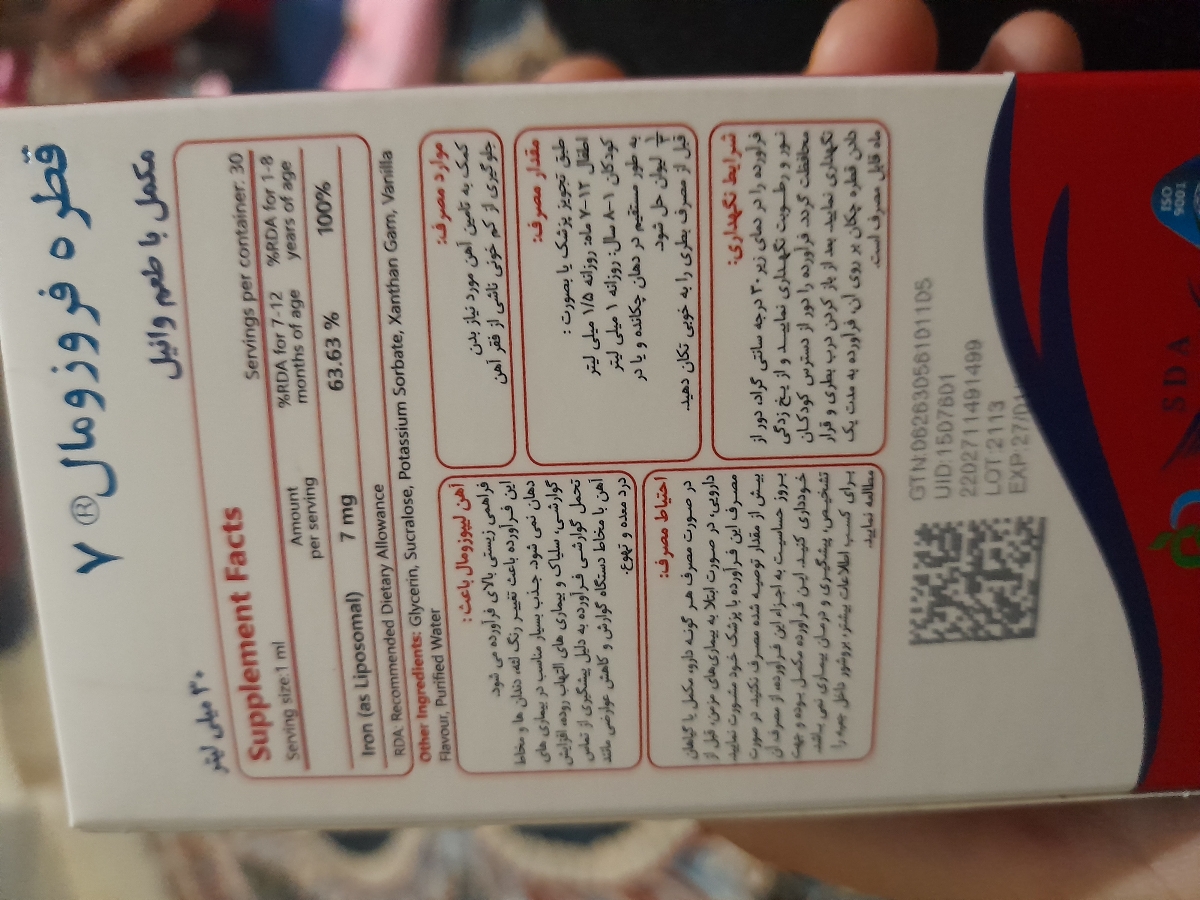 قطره فروزومال® ۷
مکمل با طعم وانیل
۳۰ میلی لیتر
Supplement Facts
Serving size:1 ml
Servings per container: 30
Amount per serving
%RDA for 7-12 months of age
%RDA for 1-8 years of age
Iron (as Liposomal) 7 mg 63.63 % 100%
RDA: Recommended Dietary Allowance
Other Ingredients: Glycerin, Sucralose, Potassium Sorbate, Xanthan Gam, Vanilla
Flavour, Purified Water
موارد مصرف:
کمک به تامین آهن مورد نیاز بدن
جلوگیری از کم خونی ناشی از فقر آهن
آهن لیپوزومال باعث:
فراهمی زیستی بالای فرآورده می شود.
این فرآورده باعث تغییر رنگ لثه، دندان ها و مخاط
دهان نمی شود. جذب بسیار مناسب در بیماری های
گوارشی، سلیاک و بیماری های التهاب روده، افزایش
تحمل گوارشی فرآورده به دلیل پیشگیری از تماس
آهن با مخاط دستگاه گوارش و کاهش عوارضی مانند
درد معده و تهوع.
مقدار مصرف:
طبق تجویز پزشک یا بصورت :
اطفال ۱۲-۷ ماه: روزانه ۱/۵ میلی لیتر
کودکان ۱-۸ سال: روزانه ۱ میلی لیتر
به طور مستقیم در دهان چکانده و یا در
لیوان حل شود.
قبل از مصرف بطری را به خوبی تکان دهید.
احتیاط مصرف:
در صورت مصرف هر گونه دارو، مکمل یا گیاهان
دارویی، در صورت ابتلا به بیماری‌های مزمن، قبل از
مصرف این فرآورده با پزشک خود مشورت نمایید.
بیش از مقدار توصیه شده مصرف نکنید. در صورت
بروز حساسیت به اجزاء این فرآورده، از مصرف آن
خودداری کنید. این فرآورده مکمل بوده و جهت
تشخیص، پیشگیری و درمان بیماری نمی باشد.
برای کسب اطلاعات بیشتر، بروشور داخل جعبه را
مطالعه نمایید.
شرایط نگهداری:
فرآورده را در دمای زیر ۳۰ درجه سانتی گراد، دور از
نور و رطوبت نگهداری نمایید و از یخ زدگی
محافظت گردد. فرآورده را دور از دسترس کودکان
نگهداری نمایید. بعد از باز کردن درب بطری و قرار
دادن قطره چکان بر روی آن فرآورده به مدت یک
ماه قابل مصرف است.
GTN:06263056101105
UID:1507601
2202711491499
LOT:2113
EXP:27/01
ISO
9001
SDA